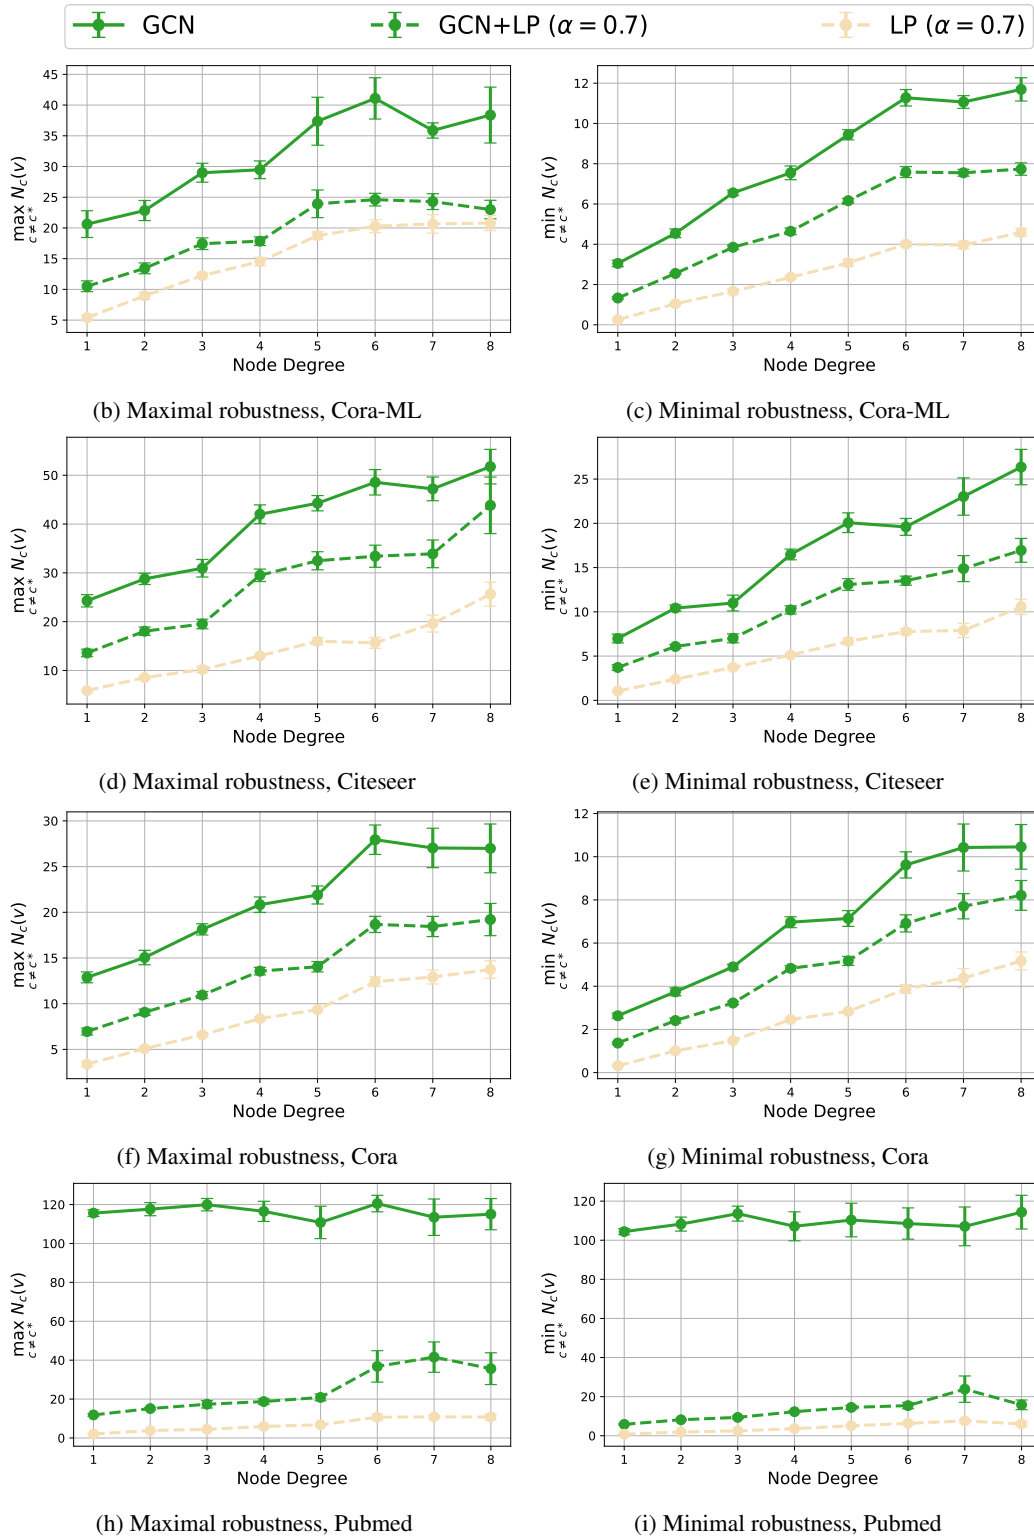 GCN GCN+LP (α = 0.7) LP (α = 0.7)
45
40
35
30
25
20
15
10
5
max N_c(v)
c≠c*
1 2 3 4 5 6 7 8
Node Degree
(b) Maximal robustness, Cora-ML
12
10
8
6
4
2
0
min N_c(v)
c≠c*
1 2 3 4 5 6 7 8
Node Degree
(c) Minimal robustness, Cora-ML
50
40
30
20
10
max N_c(v)
c≠c*
1 2 3 4 5 6 7 8
Node Degree
(d) Maximal robustness, Citeseer
25
20
15
10
5
0
min N_c(v)
c≠c*
1 2 3 4 5 6 7 8
Node Degree
(e) Minimal robustness, Citeseer
30
25
20
15
10
5
max N_c(v)
c≠c*
1 2 3 4 5 6 7 8
Node Degree
(f) Maximal robustness, Cora
12
10
8
6
4
2
0
min N_c(v)
c≠c*
1 2 3 4 5 6 7 8
Node Degree
(g) Minimal robustness, Cora
120
100
80
60
40
20
0
max N_c(v)
c≠c*
1 2 3 4 5 6 7 8
Node Degree
(h) Maximal robustness, Pubmed
120
100
80
60
40
20
0
min N_c(v)
c≠c*
1 2 3 4 5 6 7 8
Node Degree
(i) Minimal robustness, Pubmed